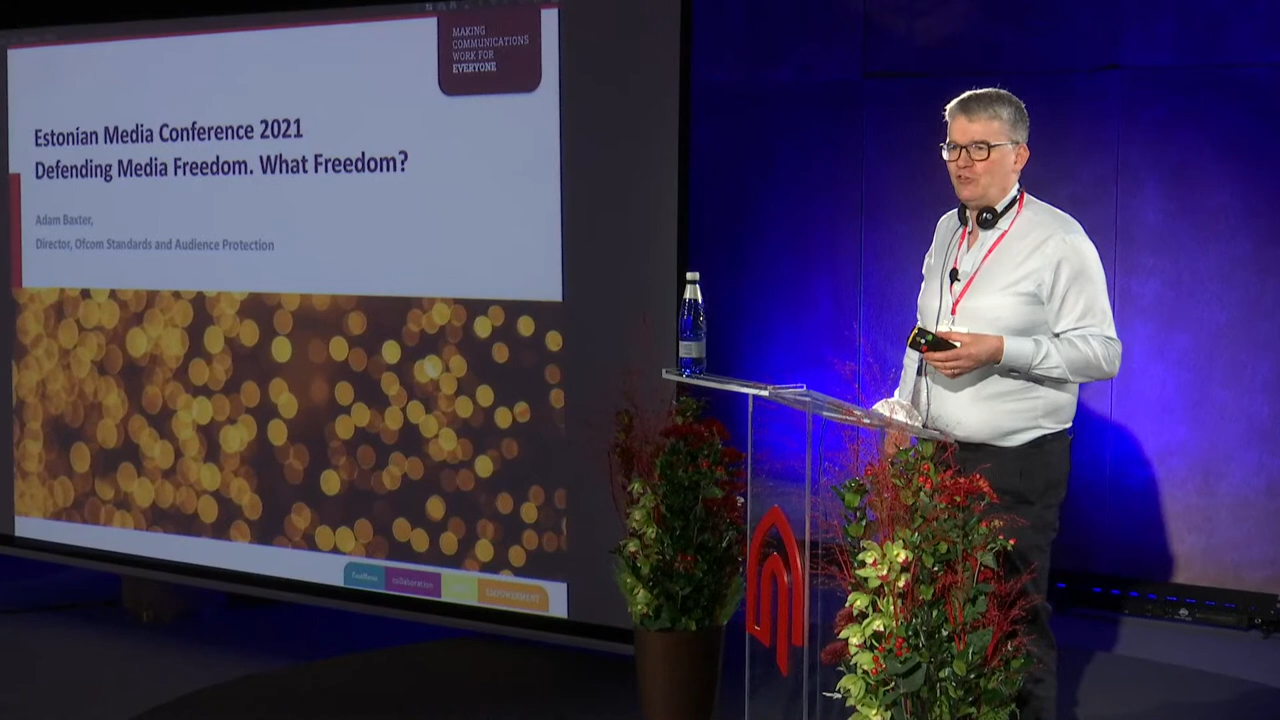 MAKING
COMMUNICATIONS
WORK FOR
EVERYONE
Estonian Media Conference 2021
Defending Media Freedom. What Freedom?
Adam Baxter,
Director, Ofcom Standards and Audience Protection
collaboration
EMPOWERMENT